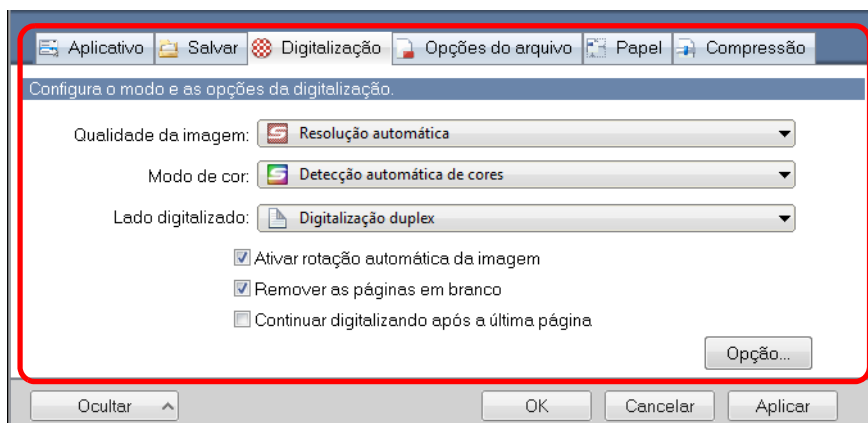 Aplicativo Salvar Digitalização Opções do arquivo Papel Compressão
Configura o modo e as opções da digitalização.
Qualidade da imagem: Resolução automática
Modo de cor: Detecção automática de cores
Lado digitalizado: Digitalização duplex
Ativar rotação automática da imagem
Remover as páginas em branco
Continuar digitalizando após a última página
Opção...
Ocultar OK Cancelar Aplicar